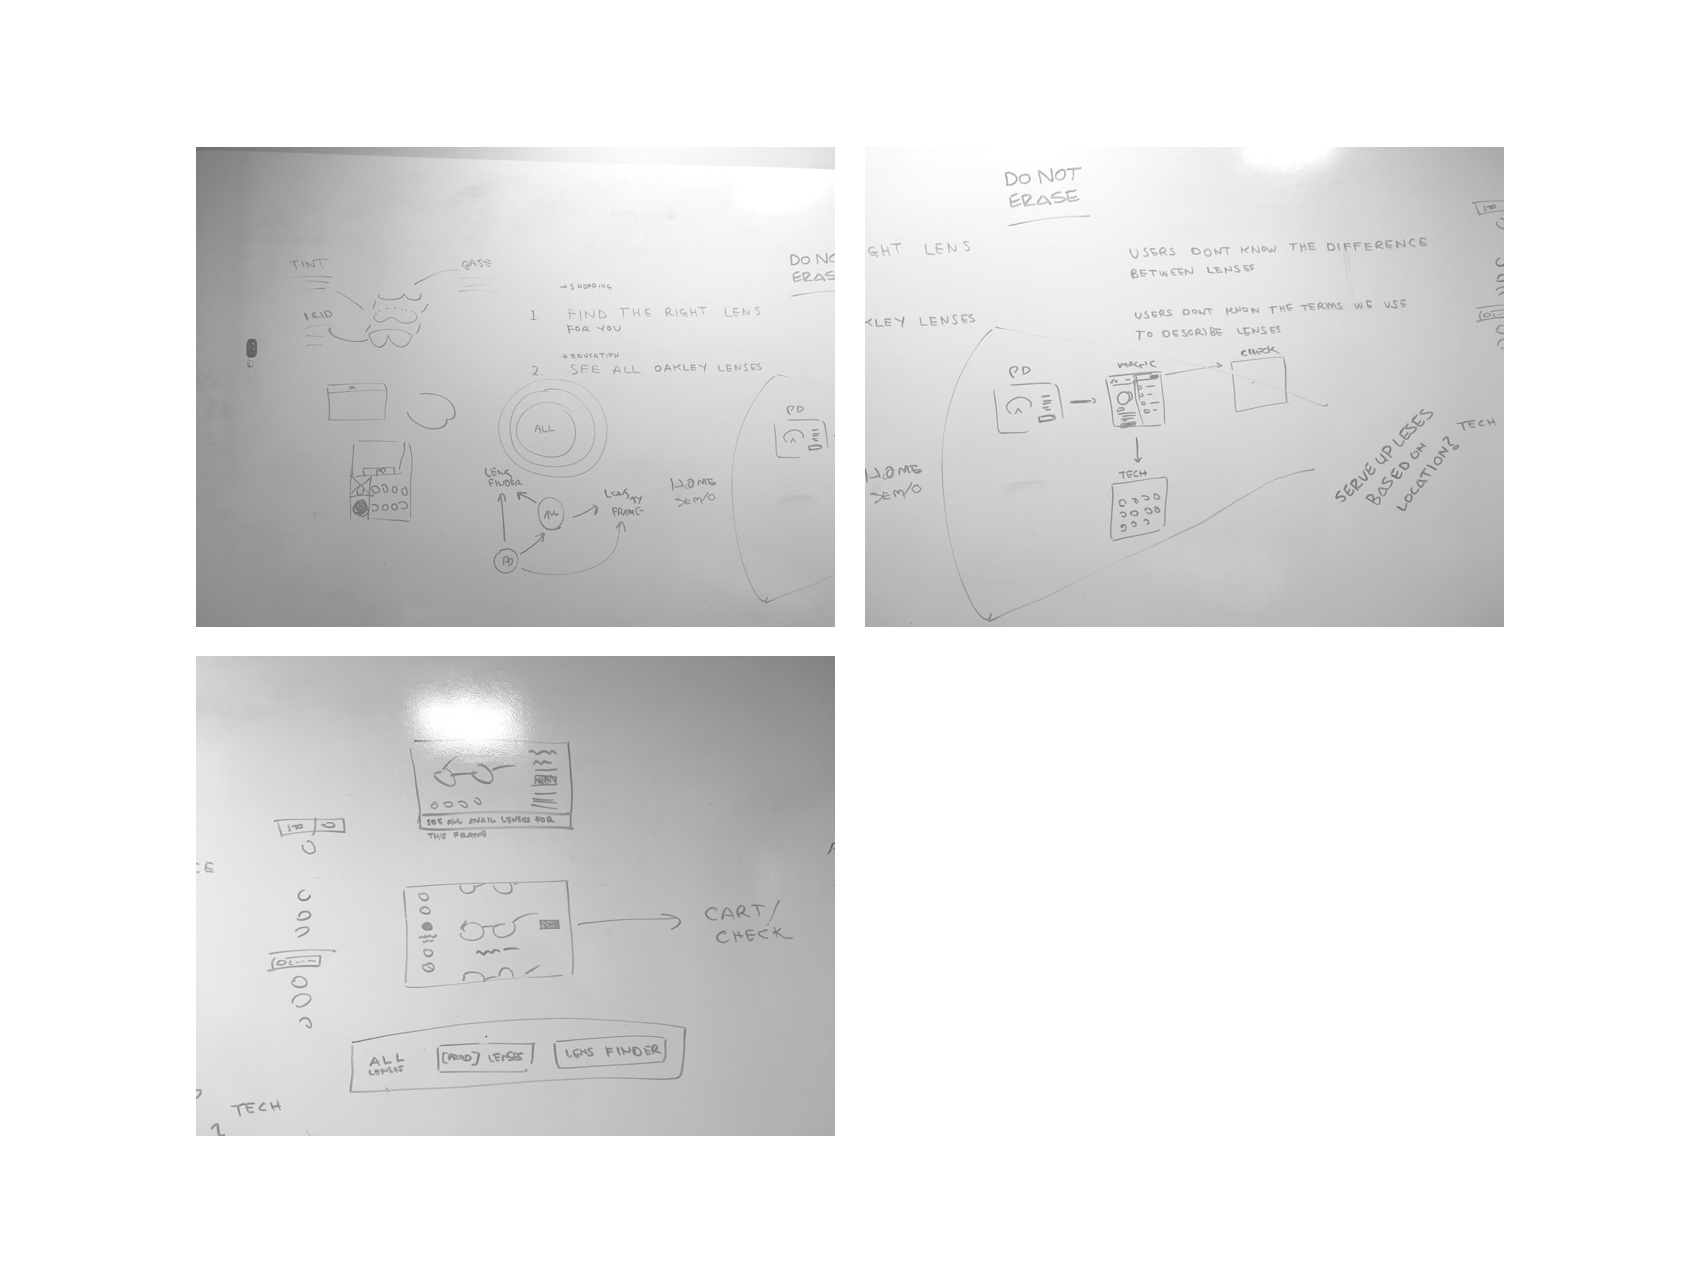 TINT
BASE
IRID
→ SHOPPING
1. FIND THE RIGHT LENS
FOR YOU
→ EDUCATION
2. SEE ALL OAKLEY LENSES
DO NO
ERAS
PD
ALL
LENS
FINDER
ALL
LENS
BY
FRAME
PD
HOME
SEM/O
DO NOT
ERASE
GHT LENS
KLEY LENSES
USERS DONT KNOW THE DIFFERENCE
BETWEEN LENSES
USERS DONT KNOW THE TERMS WE USE
TO DESCRIBE LENSES
PD
MAGIC
CHECK
TECH
HOME
SEM/O
SERVE UP LESES
BASED ON
LOCATION?
TECH
SEE ALL AVAIL LENSES FOR
THIS FRAME
CE
CART/
CHECK
ALL
LENSES
[PROD] LENSES
LENS FINDER
TECH